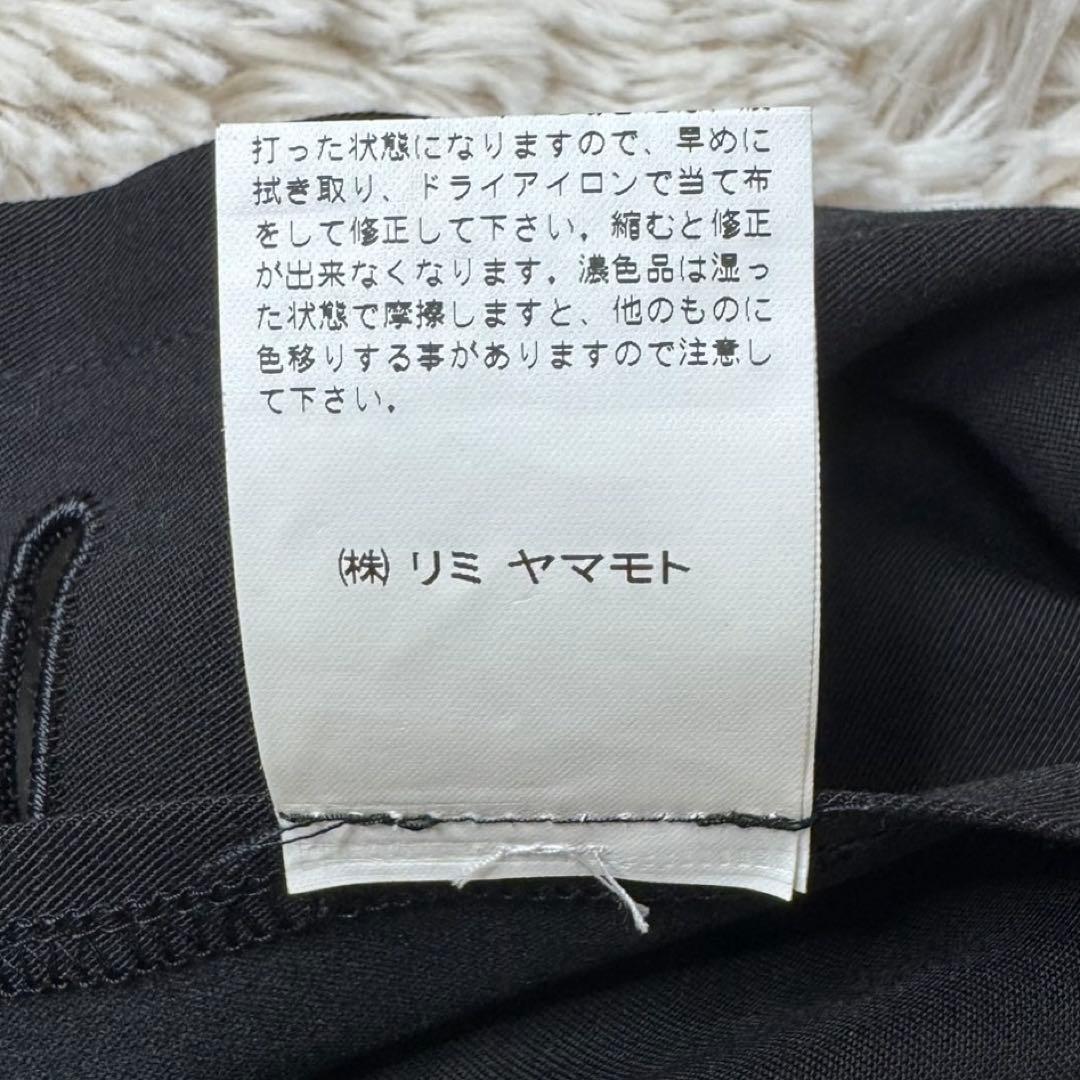 打った状態になりますので、早めに
拭き取り、ドライアイロンで当て布
をして修正して下さい．縮むと修正
が出来なくなります．濃色品は湿っ
た状態で摩擦しますと、他のものに
色移りする事がありますので注意し
て下さい．
㈱ リミ ヤマモト